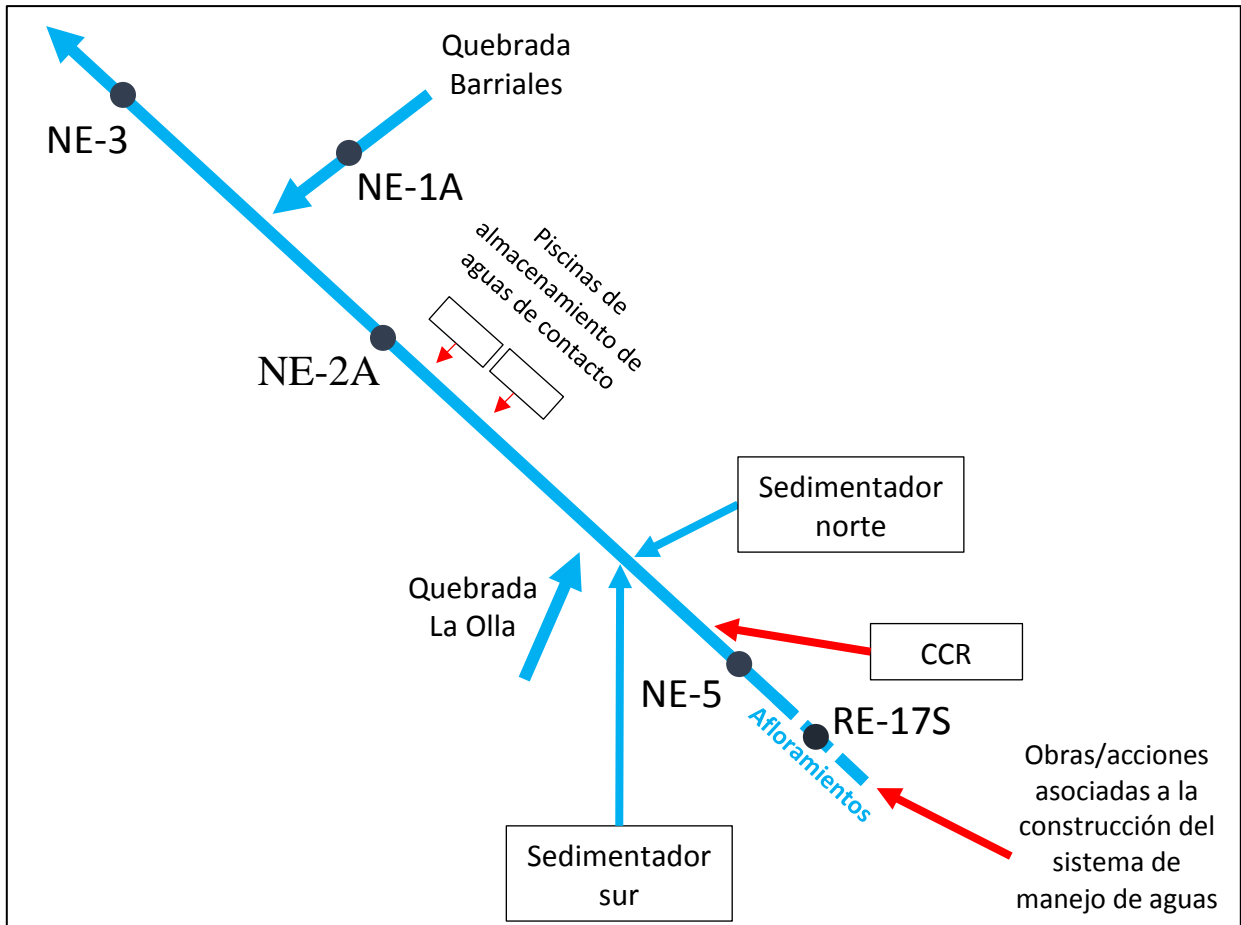 Quebrada
Barriales
NE-3
NE-1A
Piscinas de
almacenamiento de
aguas de contacto
NE-2A
Sedimentador
norte
Quebrada
La Olla
CCR
NE-5
RE-17S
Afloramientos
Obras/acciones
asociadas a la
construcción del
sistema de
manejo de aguas
Sedimentador
sur